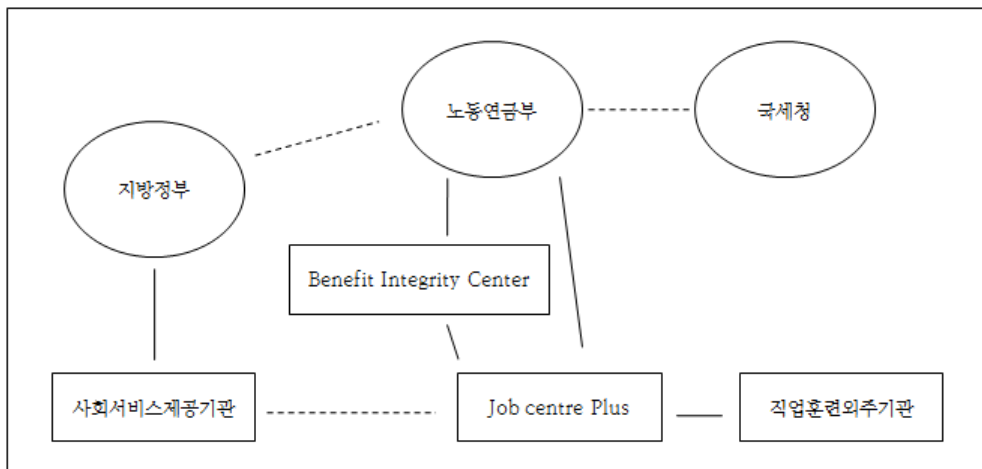 노동연금부
국세청
지방정부
Benefit Integrity Center
사회서비스제공기관
Job centre Plus
직업훈련외주기관